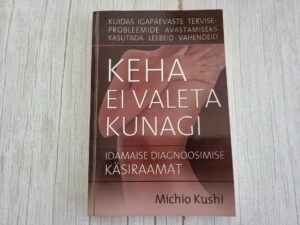 KUIDAS IGAPÄEVASTE TERVISE-
PROBLEEMIDE AVASTAMISEKS
KASUTADA LEEBEID VAHENDEID
KEHA
EI VALETA
KUNAGI
IDAMAISE DIAGNOOSIMISE
KÄSIRAAMAT
Michio Kushi